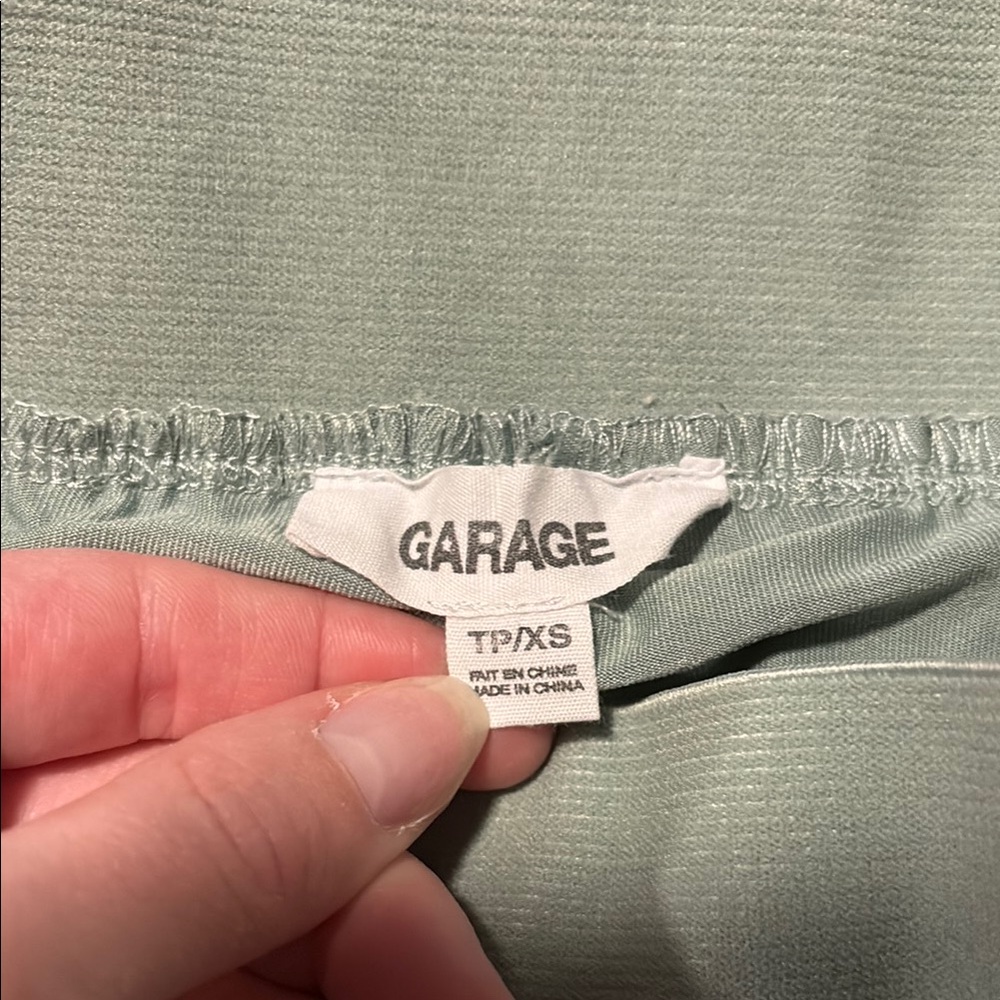 GARAGE
TP/XS
FAIT EN CHINE
MADE IN CHINA